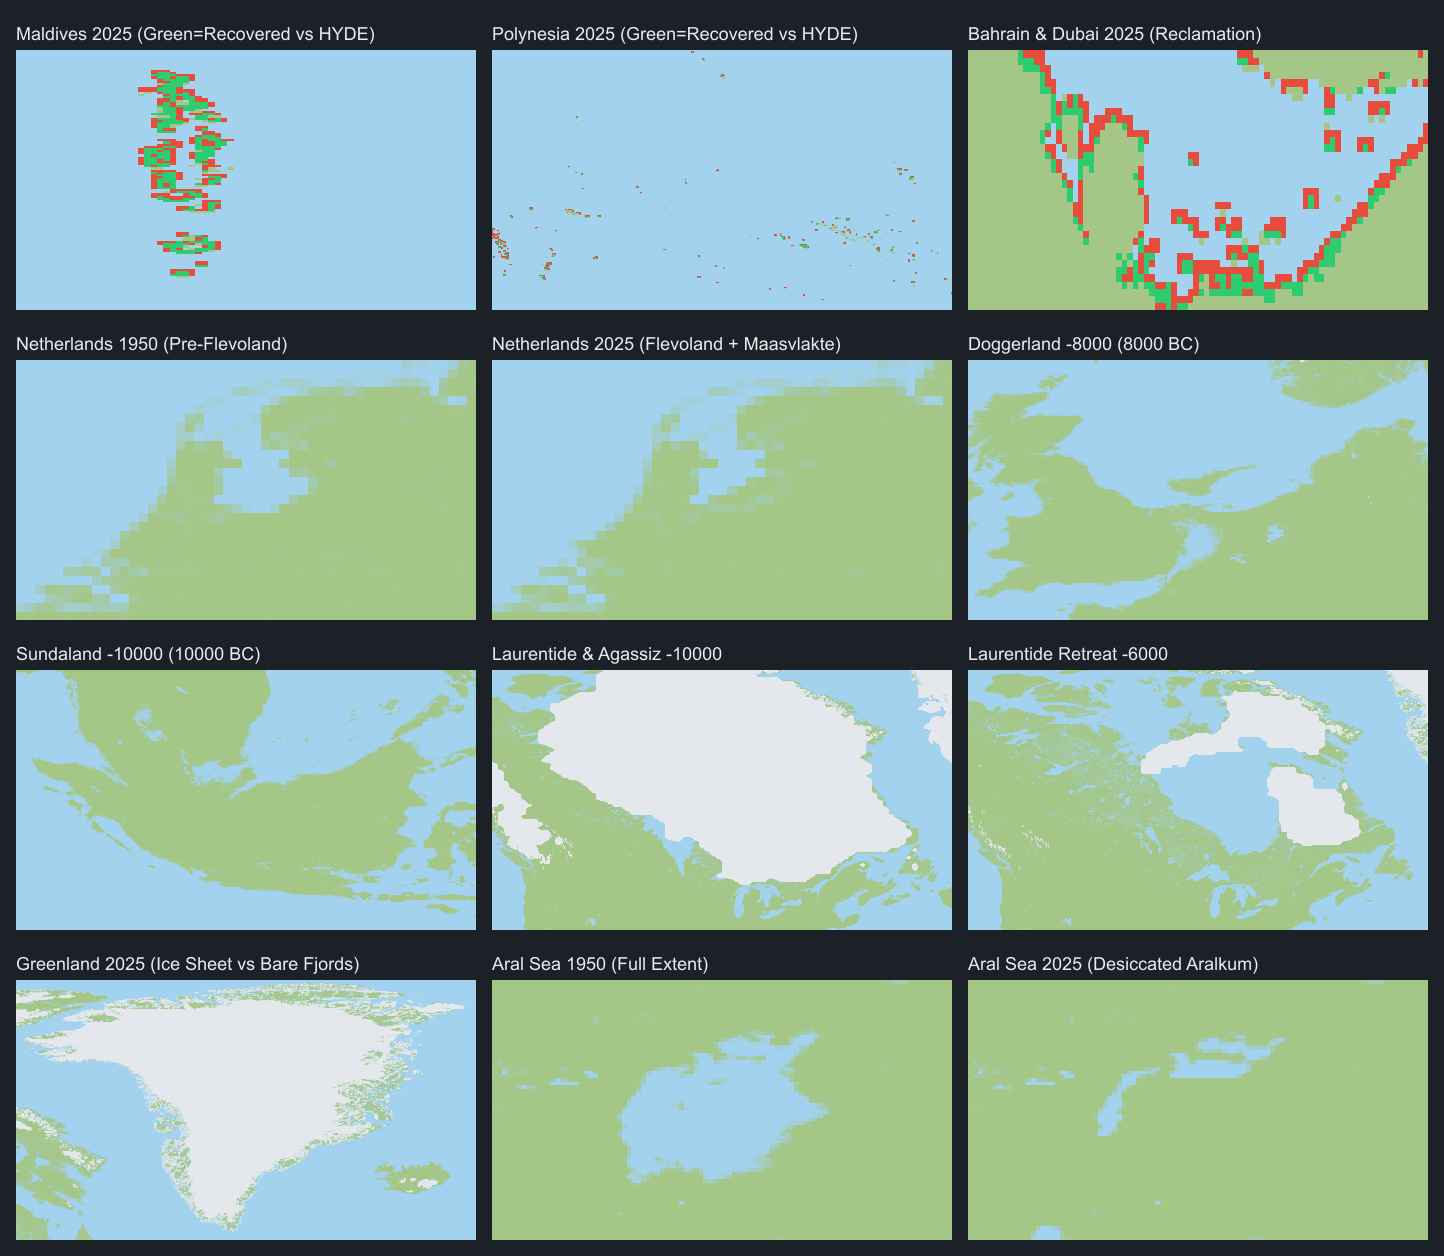 Maldives 2025 (Green=Recovered vs HYDE)
Polynesia 2025 (Green=Recovered vs HYDE)
Bahrain & Dubai 2025 (Reclamation)
Netherlands 1950 (Pre-Flevoland)
Netherlands 2025 (Flevoland + Maasvlakte)
Doggerland -8000 (8000 BC)
Sundaland -10000 (10000 BC)
Laurentide & Agassiz -10000
Laurentide Retreat -6000
Greenland 2025 (Ice Sheet vs Bare Fjords)
Aral Sea 1950 (Full Extent)
Aral Sea 2025 (Desiccated Aralkum)